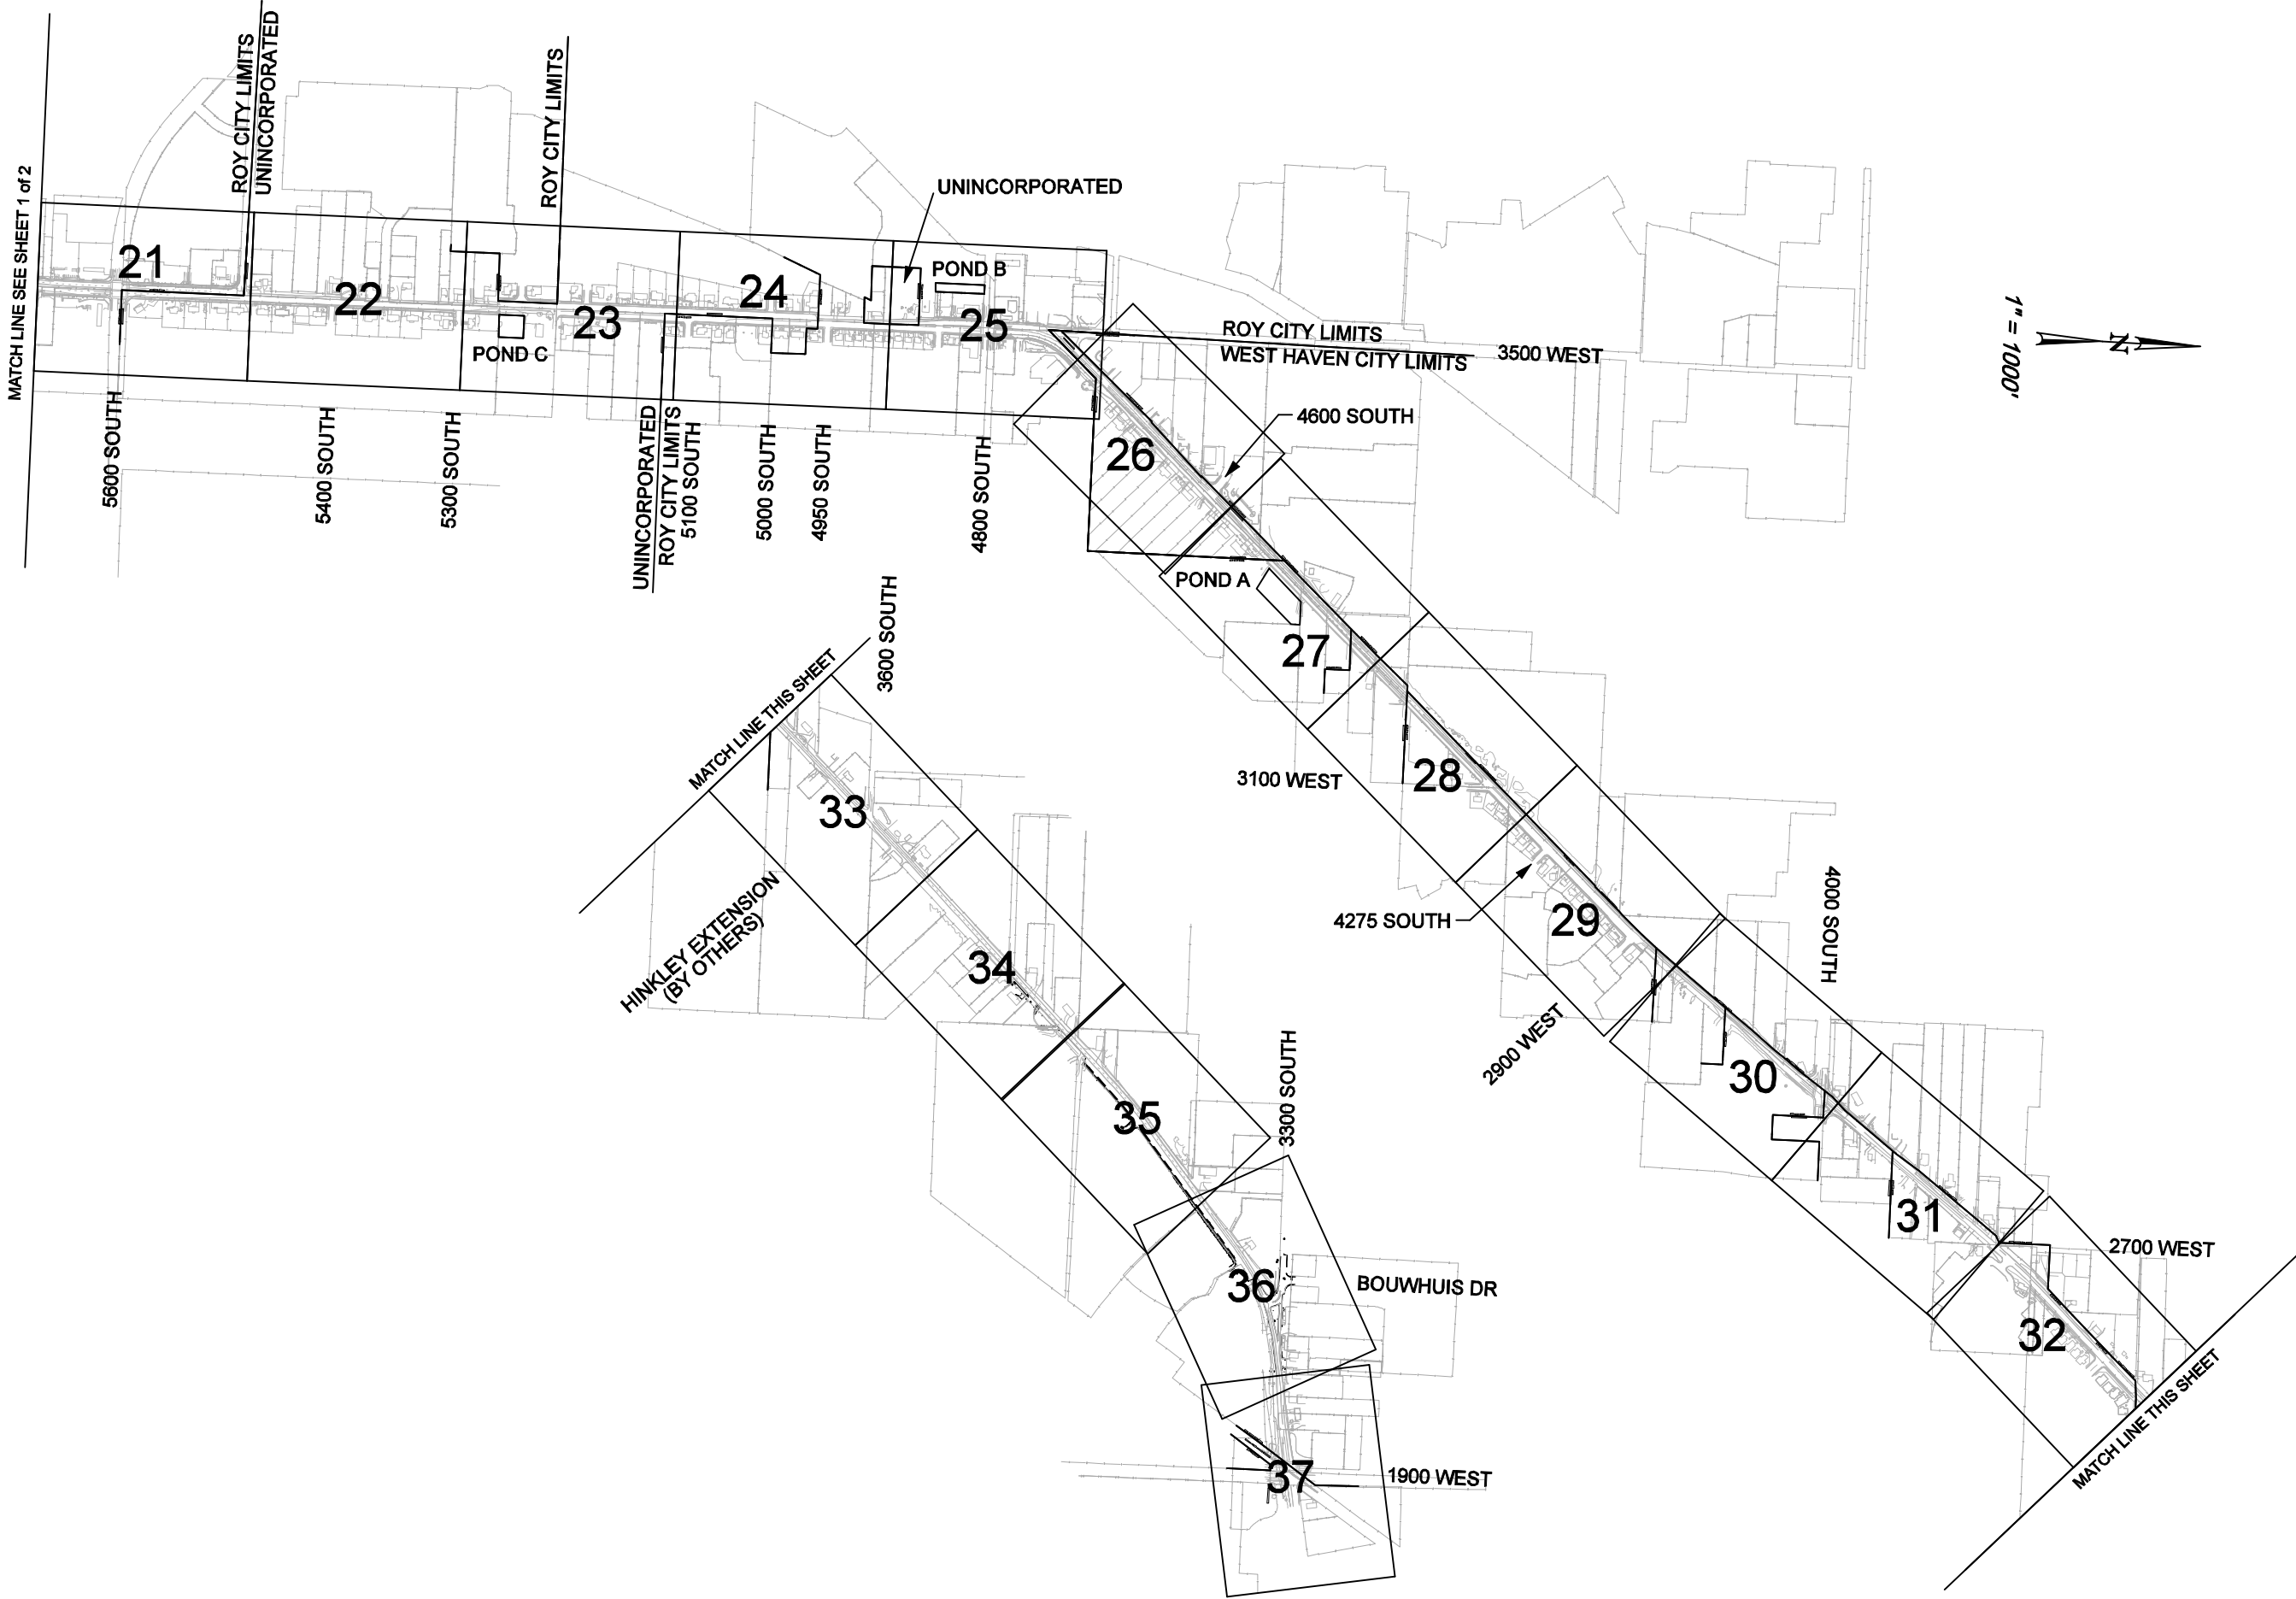 MATCH LINE SEE SHEET 1 of 2
ROY CITY LIMITS
UNINCORPORATED
ROY CITY LIMITS
UNINCORPORATED
21
22
23
24
25
POND B
POND C
5600 SOUTH
5400 SOUTH
5300 SOUTH
UNINCORPORATED
ROY CITY LIMITS
5100 SOUTH
5000 SOUTH
4950 SOUTH
4800 SOUTH
ROY CITY LIMITS
WEST HAVEN CITY LIMITS
3500 WEST
1" = 1000'
N
4600 SOUTH
26
POND A
27
3100 WEST
28
4275 SOUTH
29
2900 WEST
4000 SOUTH
30
31
2700 WEST
32
MATCH LINE THIS SHEET
MATCH LINE THIS SHEET
3600 SOUTH
33
HINKLEY EXTENSION
(BY OTHERS)
34
35
3300 SOUTH
36
BOUWHUIS DR
37
1900 WEST